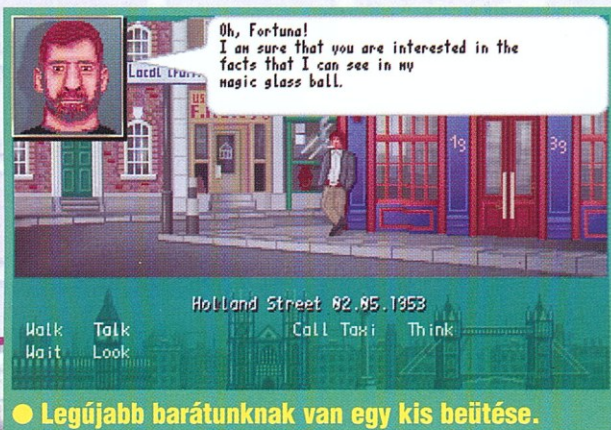 Oh, Fortuna!
I am sure that you are interested in the
facts that I can see in my
magic glass ball.
Local
US
19
39
Holland Street 02.05.1953
Walk Talk Call Taxi Think
Wait Look
Legújabb barátunknak van egy kis beütése.